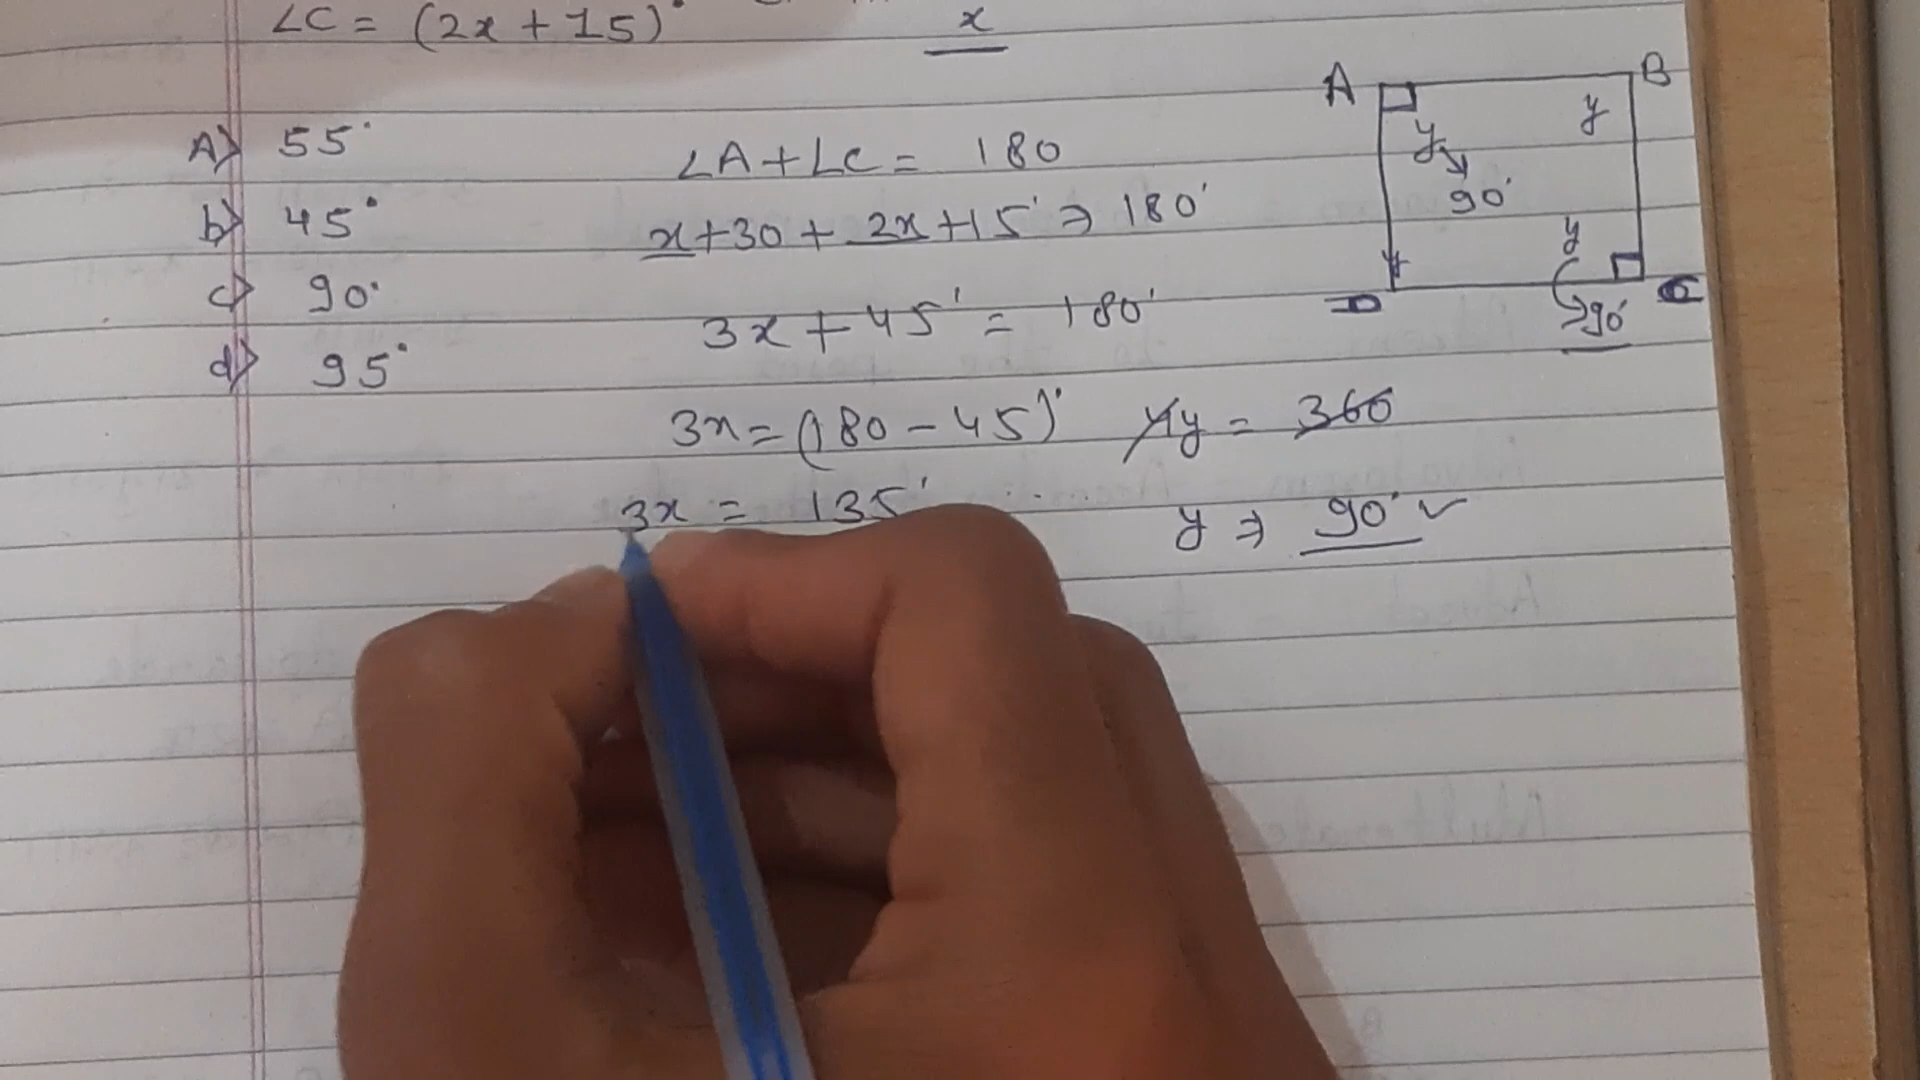 ∠C = (2x + 15)°
x
A) 55°
b) 45°
c) 90°
d) 95°
∠A + ∠C = 180
x + 30 + 2x + 15° ⇒ 180°
3x + 45° = 180°
3x = (180 - 45)°
3x = 135°
A B
y y
90°
y
D C
90°
4y = 360
y ⇒ 90° ✓